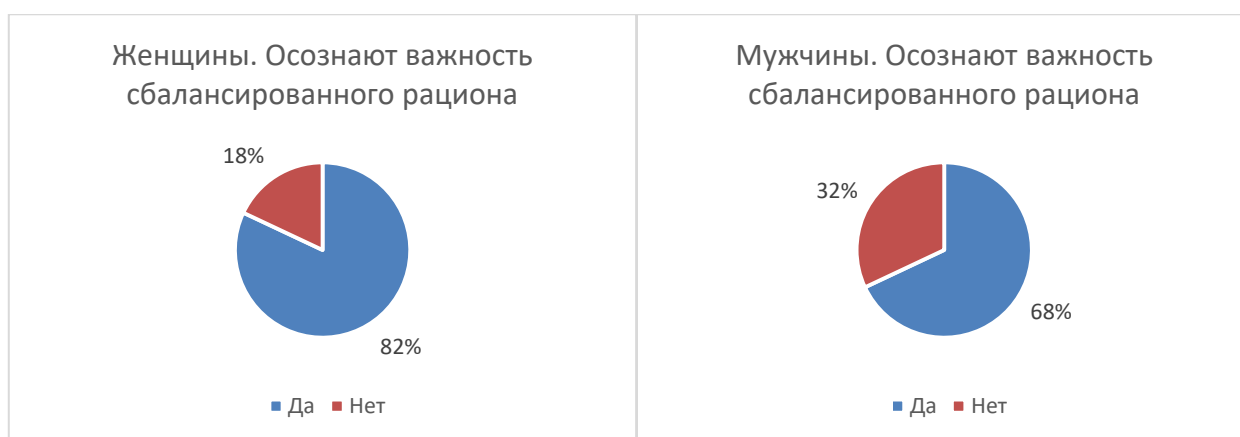 Женщины. Осознают важность
сбалансированного рациона
18%
82%
Да Нет
Мужчины. Осознают важность
сбалансированного рациона
32%
68%
Да Нет